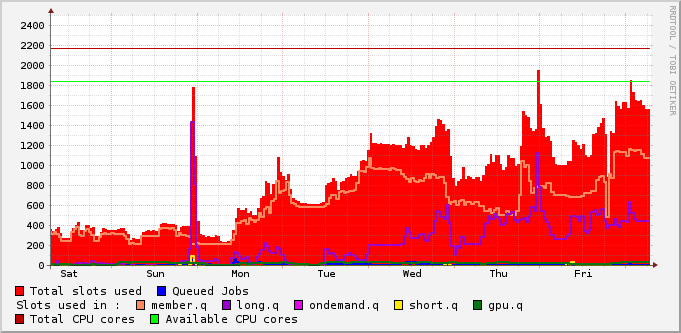 RRDTOOL / TOBI OETIKER
2400
2200
2000
1800
1600
1400
1200
1000
800
600
400
200
0
Sat Sun Mon Tue Wed Thu Fri
Total slots used Queued Jobs
Slots used in : member.q long.q ondemand.q short.q gpu.q
Total CPU cores Available CPU cores